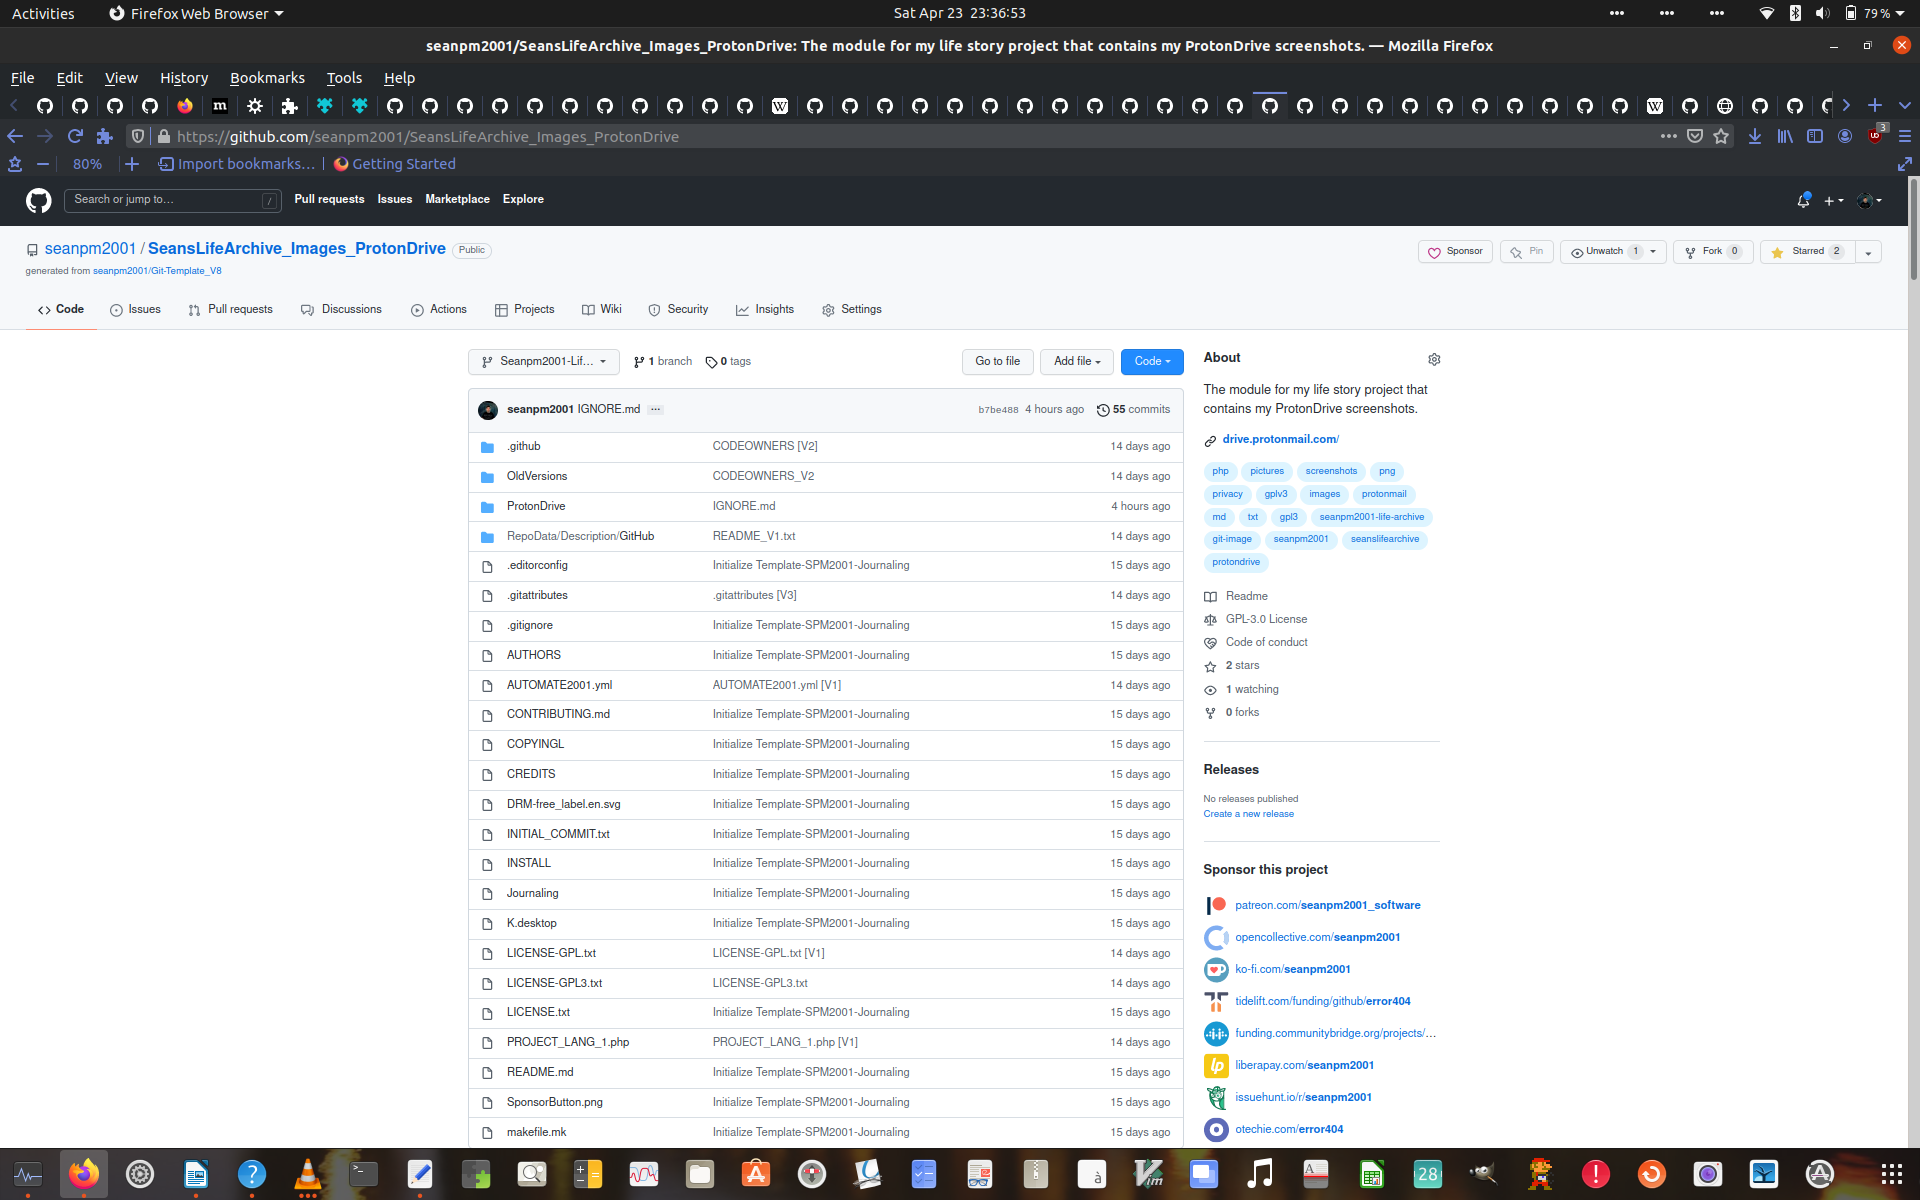 Activities Firefox Web Browser Sat Apr 23 23:36:53 79 %
seanpm2001/SeansLifeArchive_Images_ProtonDrive: The module for my life story project that contains my ProtonDrive screenshots. — Mozilla Firefox
File Edit View History Bookmarks Tools Help
https://github.com/seanpm2001/SeansLifeArchive_Images_ProtonDrive 3
80% Import bookmarks... Getting Started
Search or jump to... / Pull requests Issues Marketplace Explore
seanpm2001 / SeansLifeArchive_Images_ProtonDrive Public Sponsor Pin Unwatch 1 Fork 0 Starred 2
generated from seanpm2001/Git-Template_V8
Code Issues Pull requests Discussions Actions Projects Wiki Security Insights Settings
Seanpm2001-Lif... 1 branch 0 tags Go to file Add file Code
seanpm2001 IGNORE.md ... b7be488 4 hours ago 55 commits
.github CODEOWNERS [V2] 14 days ago
OldVersions CODEOWNERS_V2 14 days ago
ProtonDrive IGNORE.md 4 hours ago
RepoData/Description/GitHub README_V1.txt 14 days ago
.editorconfig Initialize Template-SPM2001-Journaling 15 days ago
.gitattributes .gitattributes [V3] 14 days ago
.gitignore Initialize Template-SPM2001-Journaling 15 days ago
AUTHORS Initialize Template-SPM2001-Journaling 15 days ago
AUTOMATE2001.yml AUTOMATE2001.yml [V1] 14 days ago
CONTRIBUTING.md Initialize Template-SPM2001-Journaling 15 days ago
COPYINGL Initialize Template-SPM2001-Journaling 15 days ago
CREDITS Initialize Template-SPM2001-Journaling 15 days ago
DRM-free_label.en.svg Initialize Template-SPM2001-Journaling 15 days ago
INITIAL_COMMIT.txt Initialize Template-SPM2001-Journaling 15 days ago
INSTALL Initialize Template-SPM2001-Journaling 15 days ago
Journaling Initialize Template-SPM2001-Journaling 15 days ago
K.desktop Initialize Template-SPM2001-Journaling 15 days ago
LICENSE-GPL.txt LICENSE-GPL.txt [V1] 14 days ago
LICENSE-GPL3.txt LICENSE-GPL3.txt 14 days ago
LICENSE.txt Initialize Template-SPM2001-Journaling 15 days ago
PROJECT_LANG_1.php PROJECT_LANG_1.php [V1] 14 days ago
README.md Initialize Template-SPM2001-Journaling 15 days ago
SponsorButton.png Initialize Template-SPM2001-Journaling 15 days ago
makefile.mk Initialize Template-SPM2001-Journaling 15 days ago
About
The module for my life story project that
contains my ProtonDrive screenshots.
drive.protonmail.com/
php pictures screenshots png
privacy gplv3 images protonmail
md txt gpl3 seanpm2001-life-archive
git-image seanpm2001 seanslifearchive
protondrive
Readme
GPL-3.0 License
Code of conduct
2 stars
1 watching
0 forks
Releases
No releases published
Create a new release
Sponsor this project
patreon.com/seanpm2001_software
opencollective.com/seanpm2001
ko-fi.com/seanpm2001
tidelift.com/funding/github/error404
funding.communitybridge.org/projects/...
liberapay.com/seanpm2001
issuehunt.io/r/seanpm2001
otechie.com/error404
28